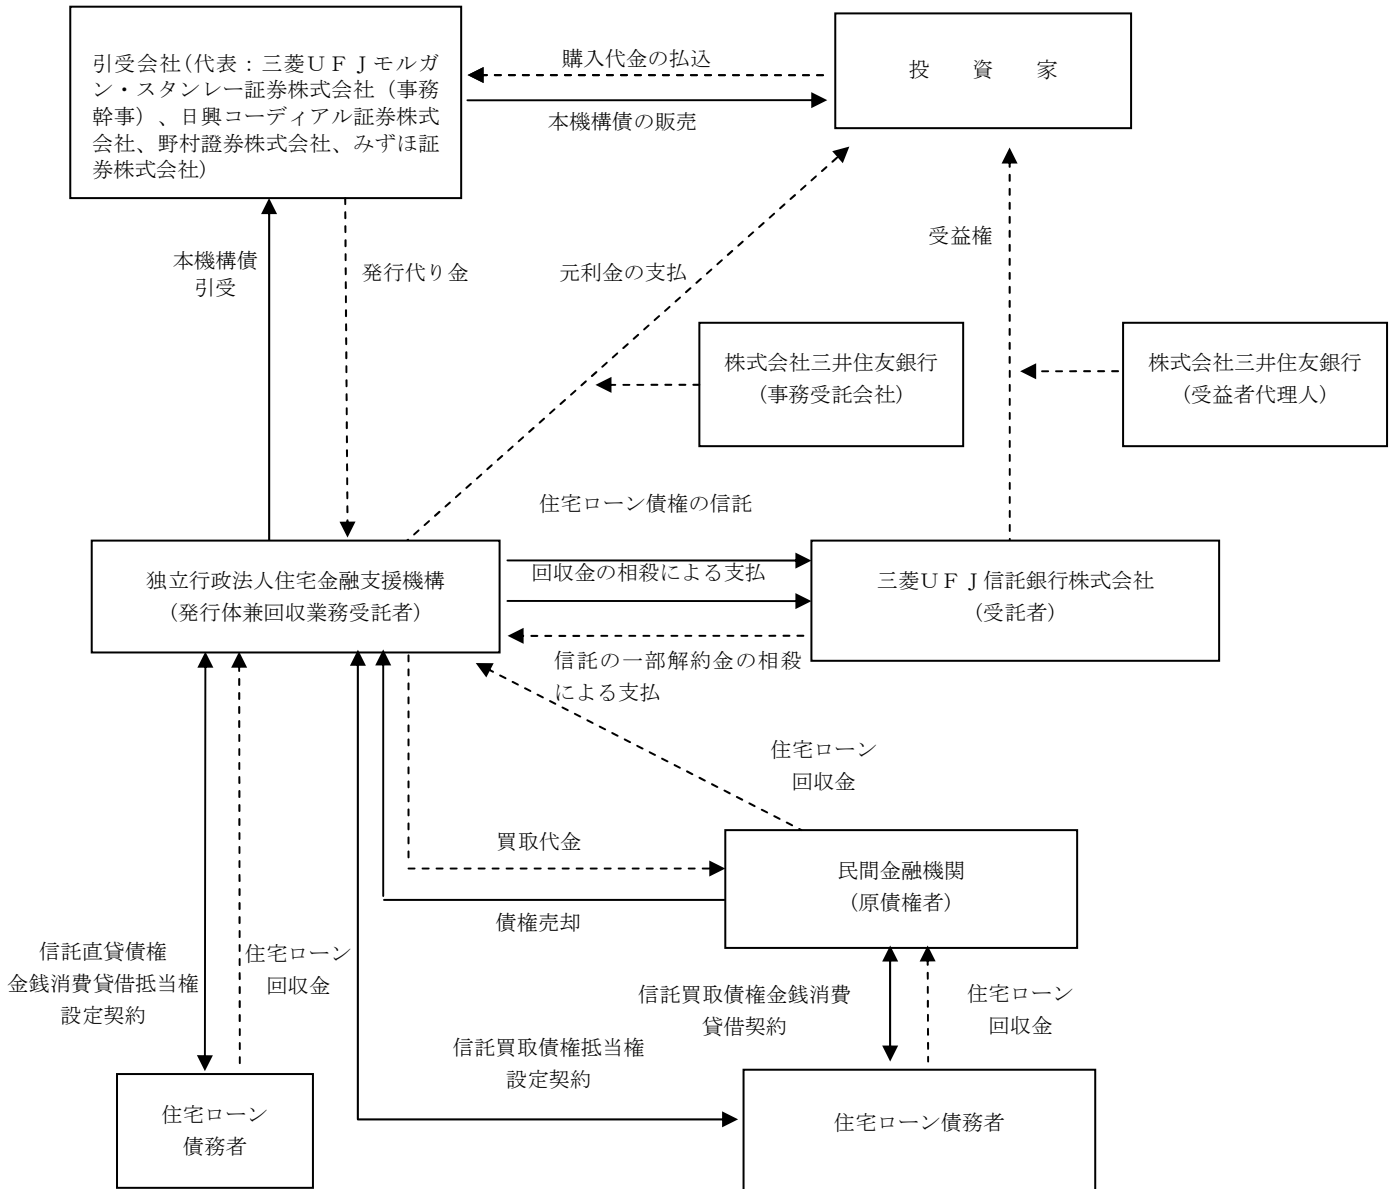 引受会社(代表：三菱ＵＦＪモルガ
ン・スタンレー証券株式会社（事務
幹事）、日興コーディアル証券株式
会社、野村證券株式会社、みずほ証
券株式会社)
購入代金の払込
本機構債の販売
投　資　家
本機構債
引受
発行代り金
元利金の支払
受益権
株式会社三井住友銀行
（事務受託会社）
株式会社三井住友銀行
（受益者代理人）
住宅ローン債権の信託
独立行政法人住宅金融支援機構
（発行体兼回収業務受託者）
回収金の相殺による支払
三菱ＵＦＪ信託銀行株式会社
（受託者）
信託の一部解約金の相殺
による支払
住宅ローン
回収金
買取代金
債権売却
民間金融機関
（原債権者）
信託直貸債権
金銭消費貸借抵当権
設定契約
住宅ローン
回収金
信託買取債権金銭消費
貸借契約
住宅ローン
回収金
信託買取債権抵当権
設定契約
住宅ローン
債務者
住宅ローン債務者